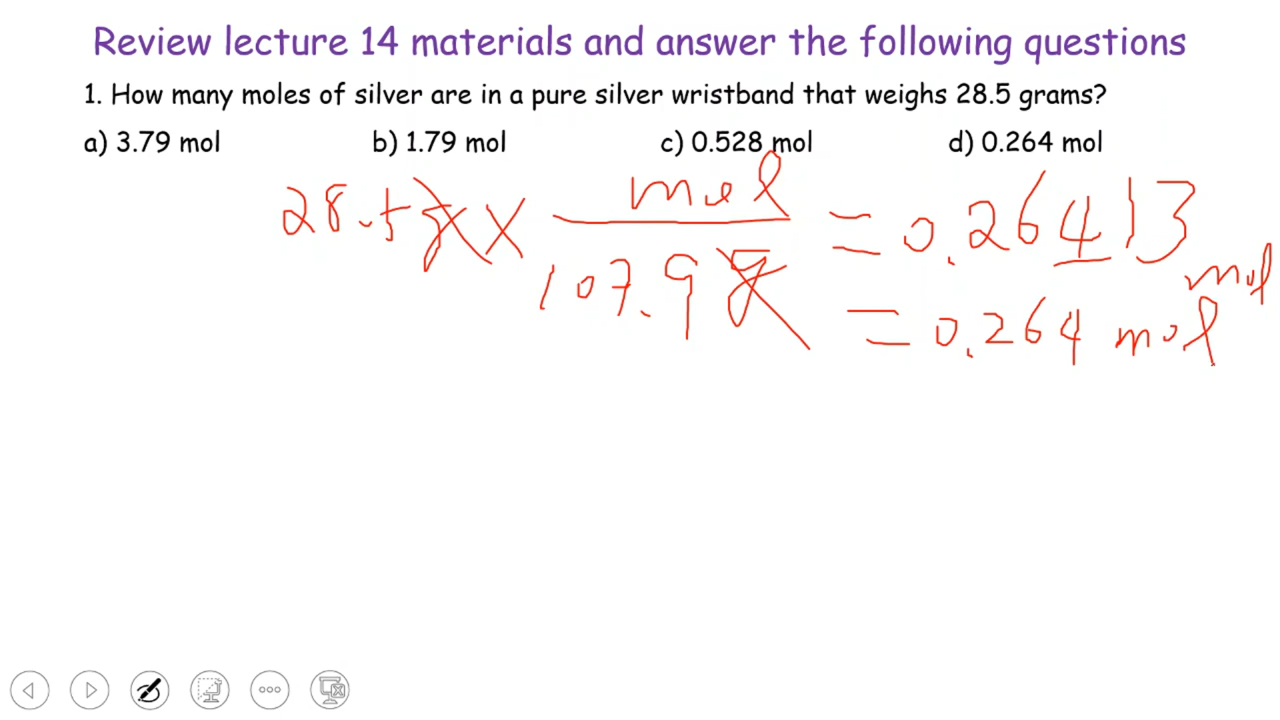 Review lecture 14 materials and answer the following questions
1. How many moles of silver are in a pure silver wristband that weighs 28.5 grams?
a) 3.79 mol b) 1.79 mol c) 0.528 mol d) 0.264 mol
mol
28.5 g X = 0.26413 mol
107.9 g
= 0.264 mol